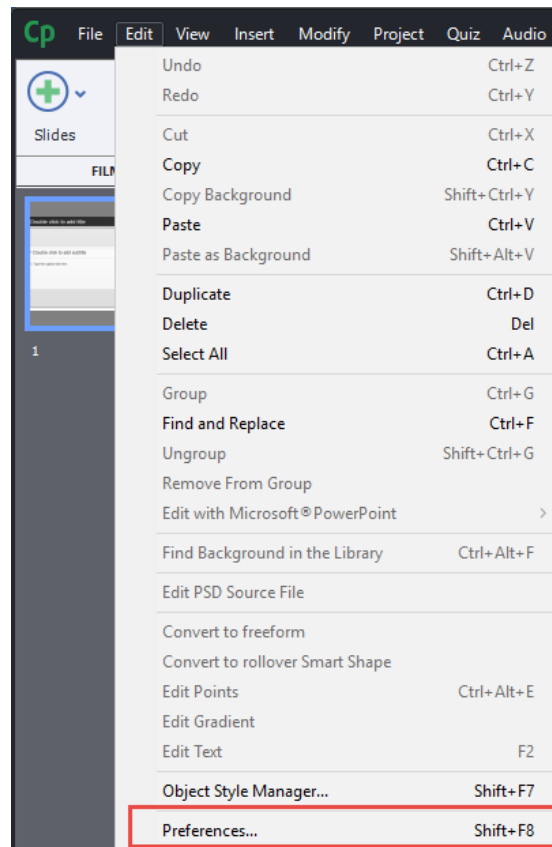 Cp File Edit View Insert Modify Project Quiz Audio
Slides
Undo Ctrl+Z
Redo Ctrl+Y
Cut Ctrl+X
Copy Ctrl+C
Copy Background Shift+Ctrl+Y
Paste Ctrl+V
Paste as Background Shift+Alt+V
Duplicate Ctrl+D
Delete Del
Select All Ctrl+A
1
Group Ctrl+G
Find and Replace Ctrl+F
Ungroup Shift+Ctrl+G
Remove From Group
Edit with Microsoft® PowerPoint
Find Background in the Library Ctrl+Alt+F
Edit PSD Source File
Convert to freeform
Convert to rollover Smart Shape
Edit Points Ctrl+Alt+E
Edit Gradient
Edit Text F2
Object Style Manager... Shift+F7
Preferences... Shift+F8